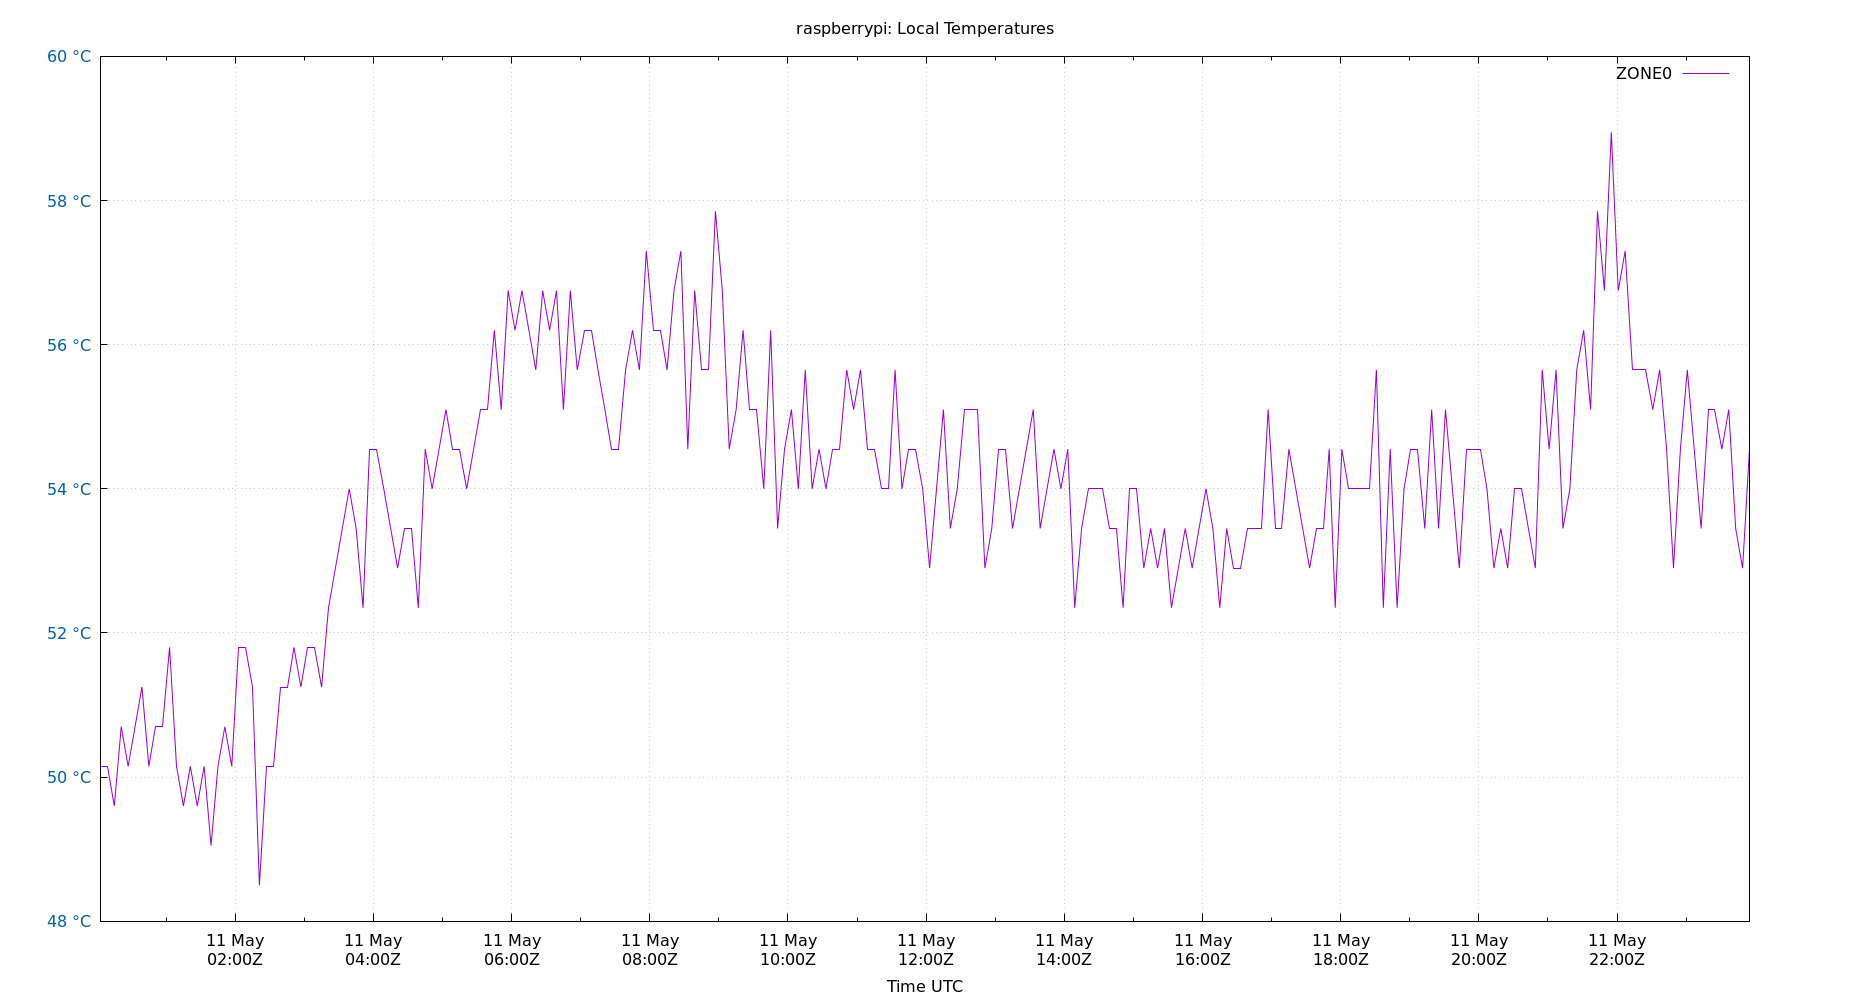 raspberrypi: Local Temperatures
60 °C
58 °C
56 °C
54 °C
52 °C
50 °C
48 °C
ZONE0
11 May 11 May 11 May 11 May 11 May 11 May 11 May 11 May 11 May 11 May 11 May
02:00Z 04:00Z 06:00Z 08:00Z 10:00Z 12:00Z 14:00Z 16:00Z 18:00Z 20:00Z 22:00Z
Time UTC